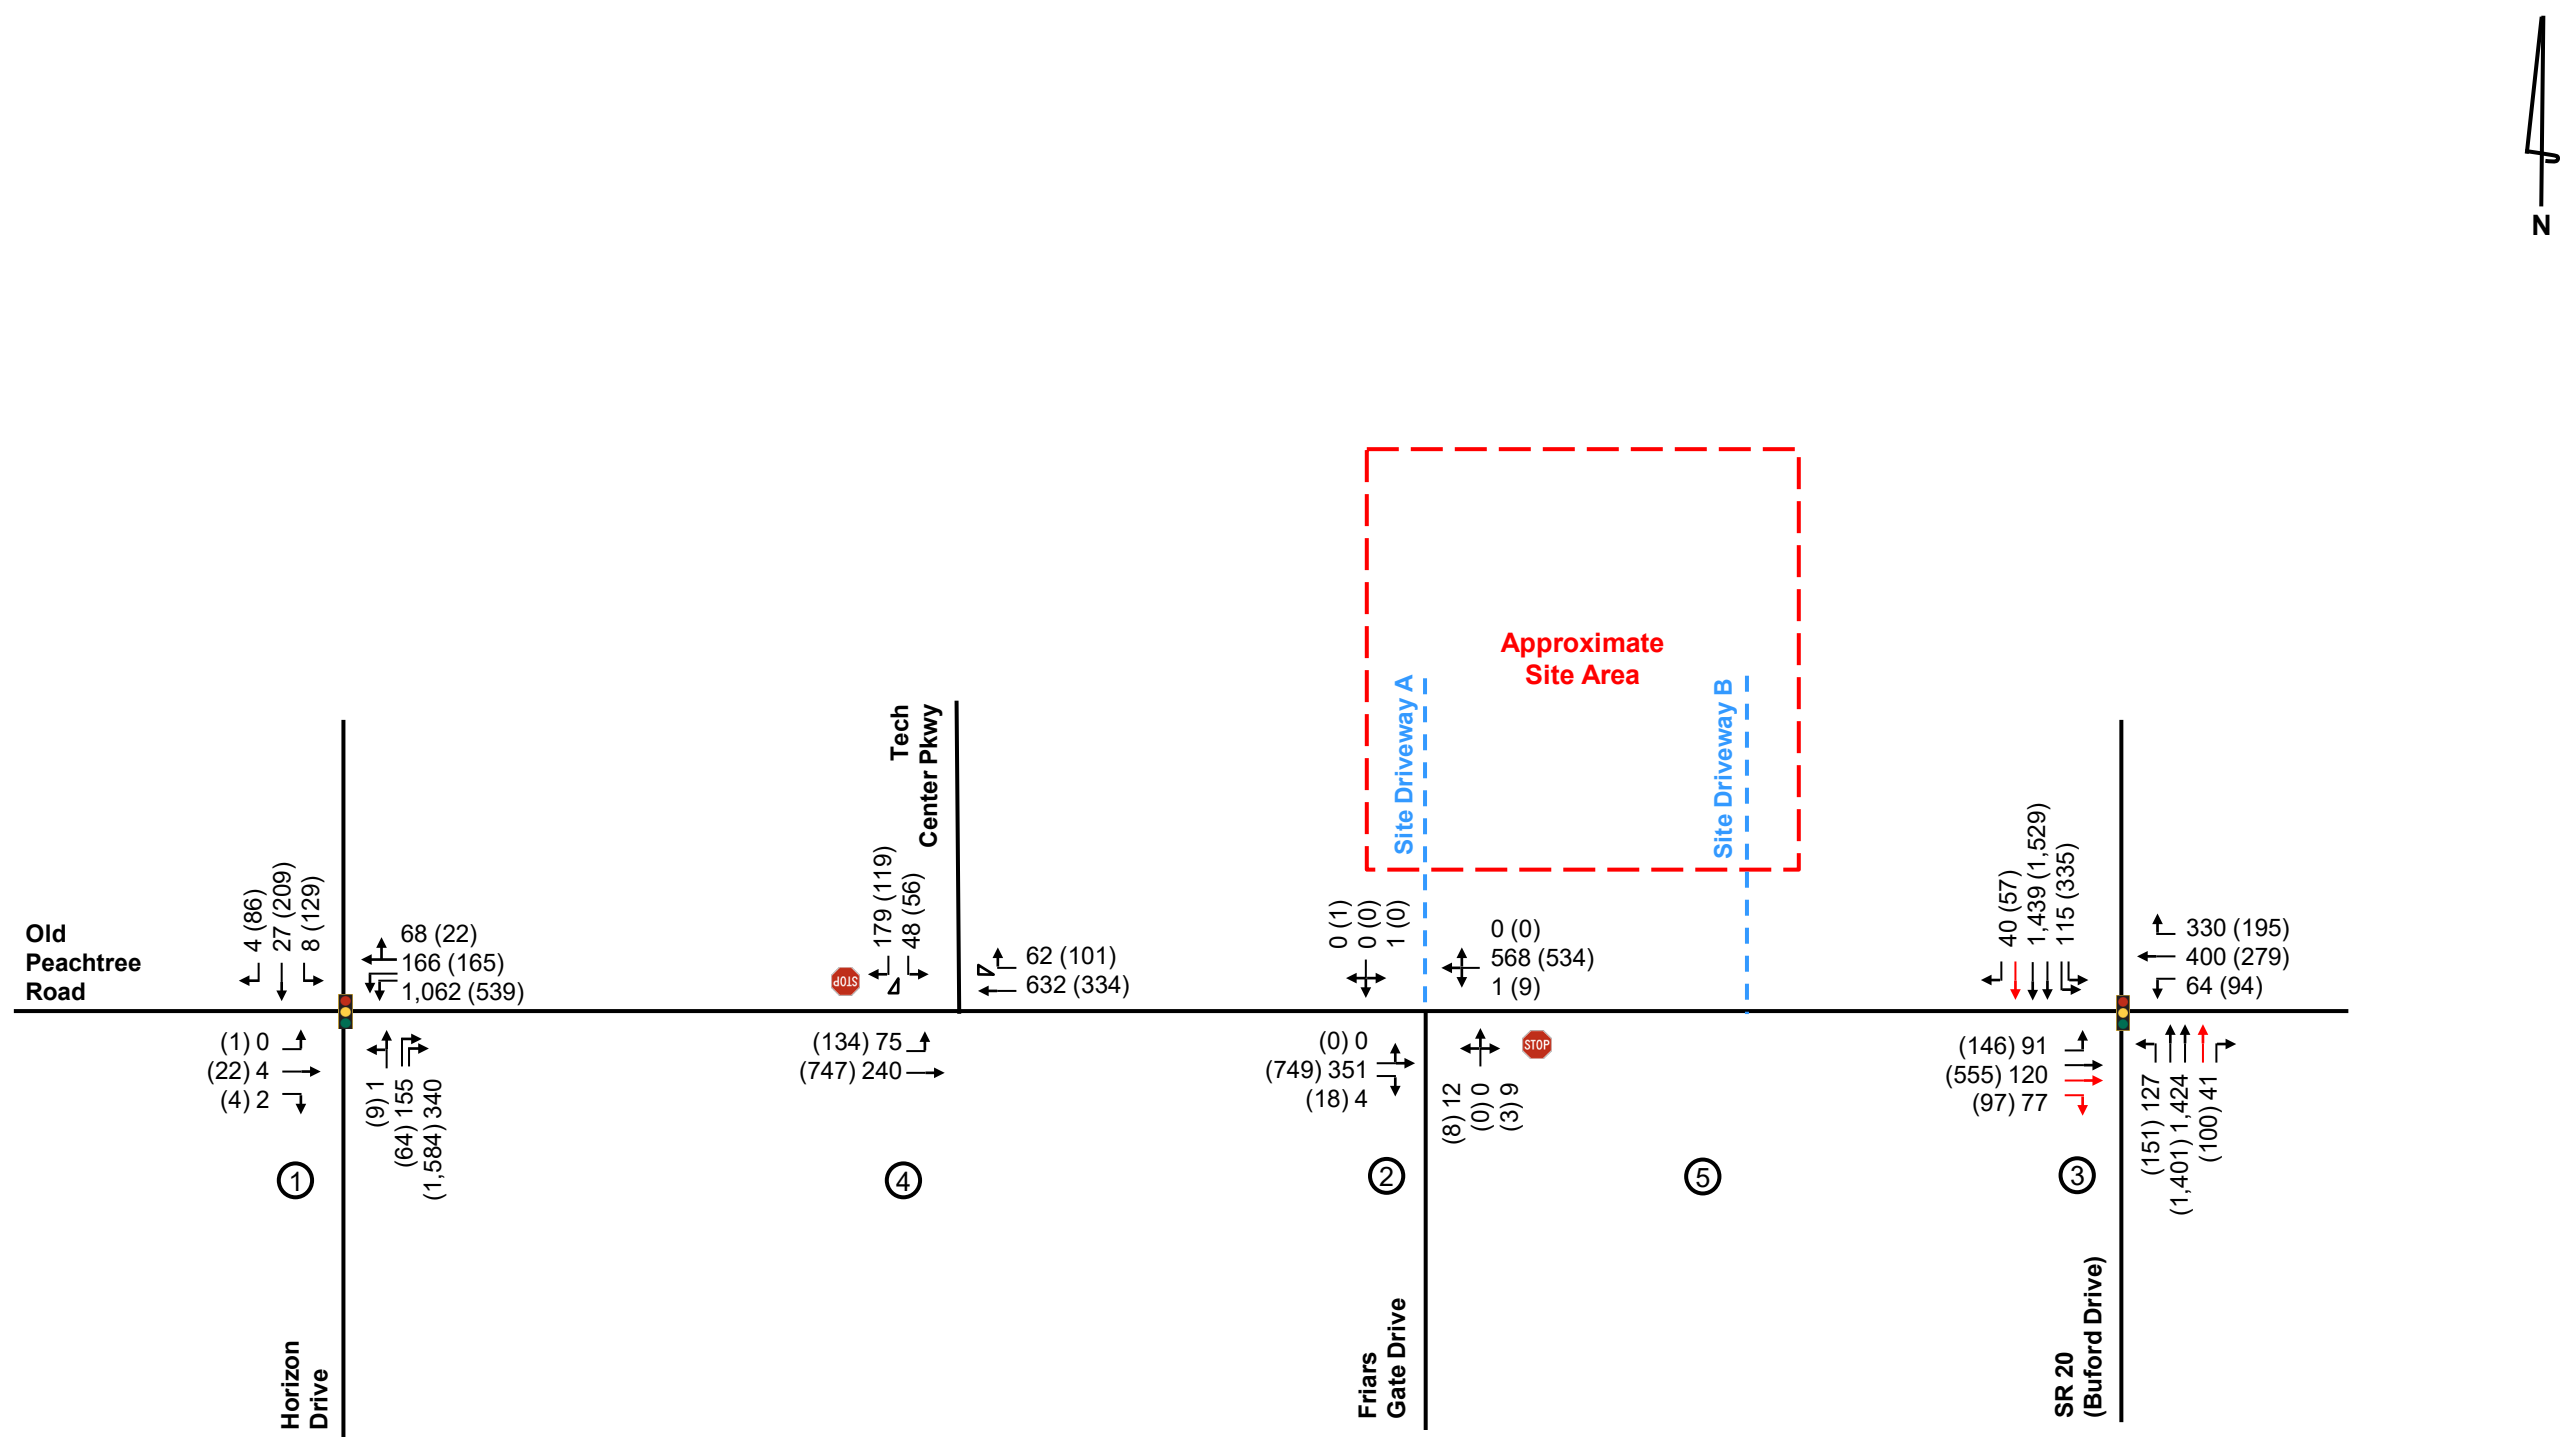 N
Approximate
Site Area
Site Driveway A
Site Driveway B
Tech
Center Pkwy
Old
Peachtree
Road
4 (86)
27 (209)
8 (129)
68 (22)
166 (165)
1,062 (539)
(1) 0
(22) 4
(4) 2
(9) 1
(64) 155
(1,584) 340
1
Horizon
Drive
STOP
179 (119)
48 (56)
62 (101)
632 (334)
(134) 75
(747) 240
4
0 (1)
0 (0)
1 (0)
0 (0)
568 (534)
1 (9)
(0) 0
(749) 351
(18) 4
(8) 12
(0) 0
(3) 9
STOP
2
Friars
Gate Drive
5
40 (57)
1,439 (1,529)
115 (335)
330 (195)
400 (279)
64 (94)
(146) 91
(555) 120
(97) 77
(151) 127
(1,401) 1,424
(100) 41
3
SR 20
(Buford Drive)